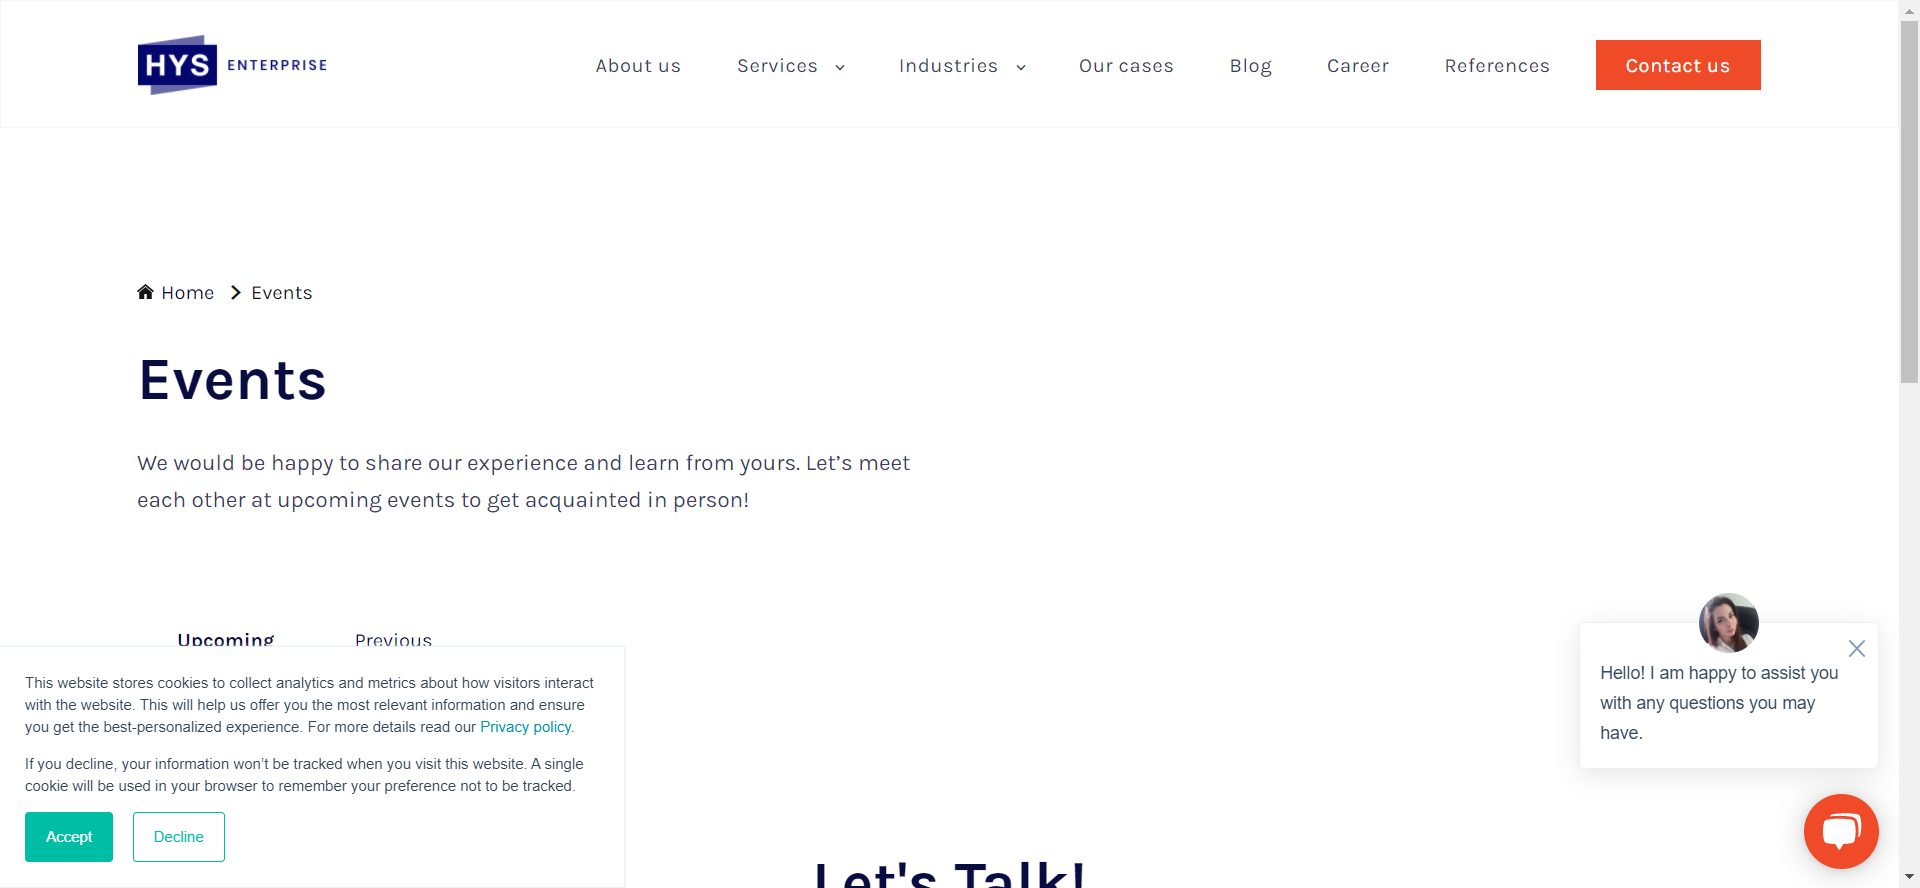 HYS ENTERPRISE
About us
Services
Industries
Our cases
Blog
Career
References
Contact us
Home
Events
Events
We would be happy to share our experience and learn from yours. Let’s meet
each other at upcoming events to get acquainted in person!
Upcoming
Previous
This website stores cookies to collect analytics and metrics about how visitors interact
with the website. This will help us offer you the most relevant information and ensure
you get the best-personalized experience. For more details read our Privacy policy.
If you decline, your information won’t be tracked when you visit this website. A single
cookie will be used in your browser to remember your preference not to be tracked.
Accept
Decline
Hello! I am happy to assist you
with any questions you may
have.
Let's Talk!